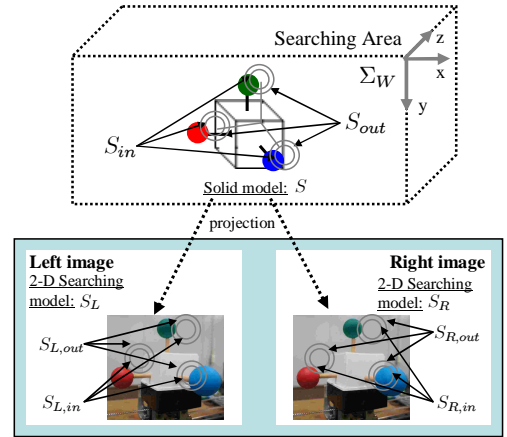 Searching Area
z
x
Σ_W
y
S_in
S_out
Solid model: S
projection
Left image
2-D Searching
model: S_L
S_L,out
S_L,in
Right image
2-D Searching
model: S_R
S_R,out
S_R,in